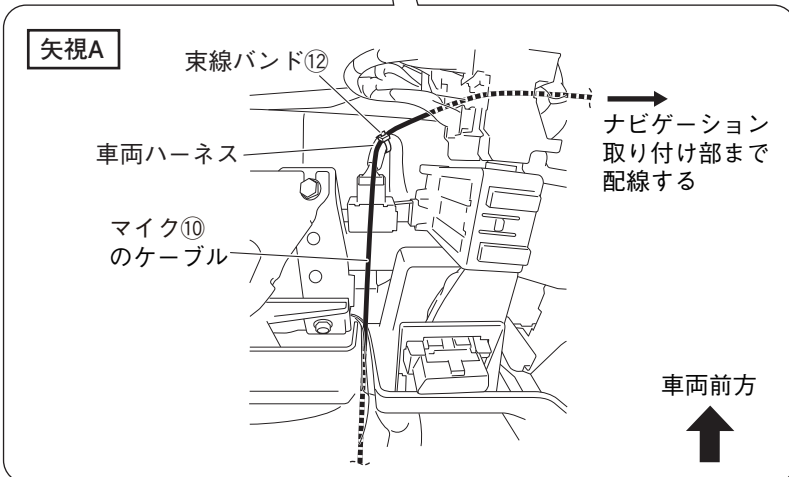 矢視A
束線バンド⑫
車両ハーネス
マイク⑩
のケーブル
ナビゲーション
取り付け部まで
配線する
車両前方